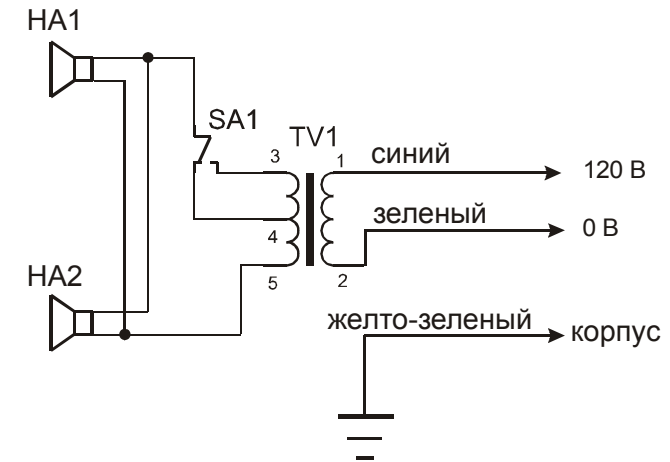 HA1
SA1
TV1
3
1
синий
120 В
зеленый
0 В
4
5
2
HA2
желто-зеленый
корпус